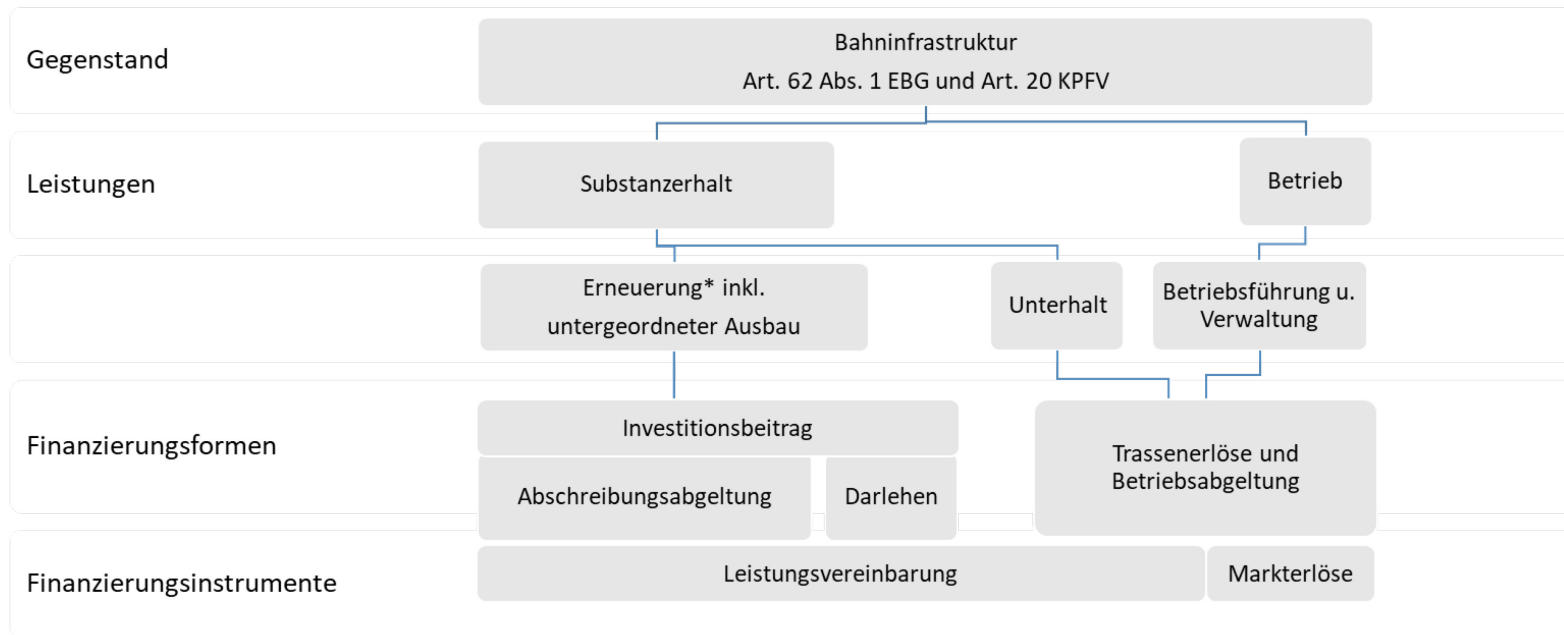 Gegenstand
Bahninfrastruktur
Art. 62 Abs. 1 EBG und Art. 20 KPFV
Leistungen
Substanzerhalt
Betrieb
Erneuerung* inkl.
untergeordneter Ausbau
Unterhalt
Betriebsführung u.
Verwaltung
Finanzierungsformen
Investitionsbeitrag
Abschreibungsabgeltung
Darlehen
Trassenerlöse und
Betriebsabgeltung
Finanzierungsinstrumente
Leistungsvereinbarung
Markterlöse